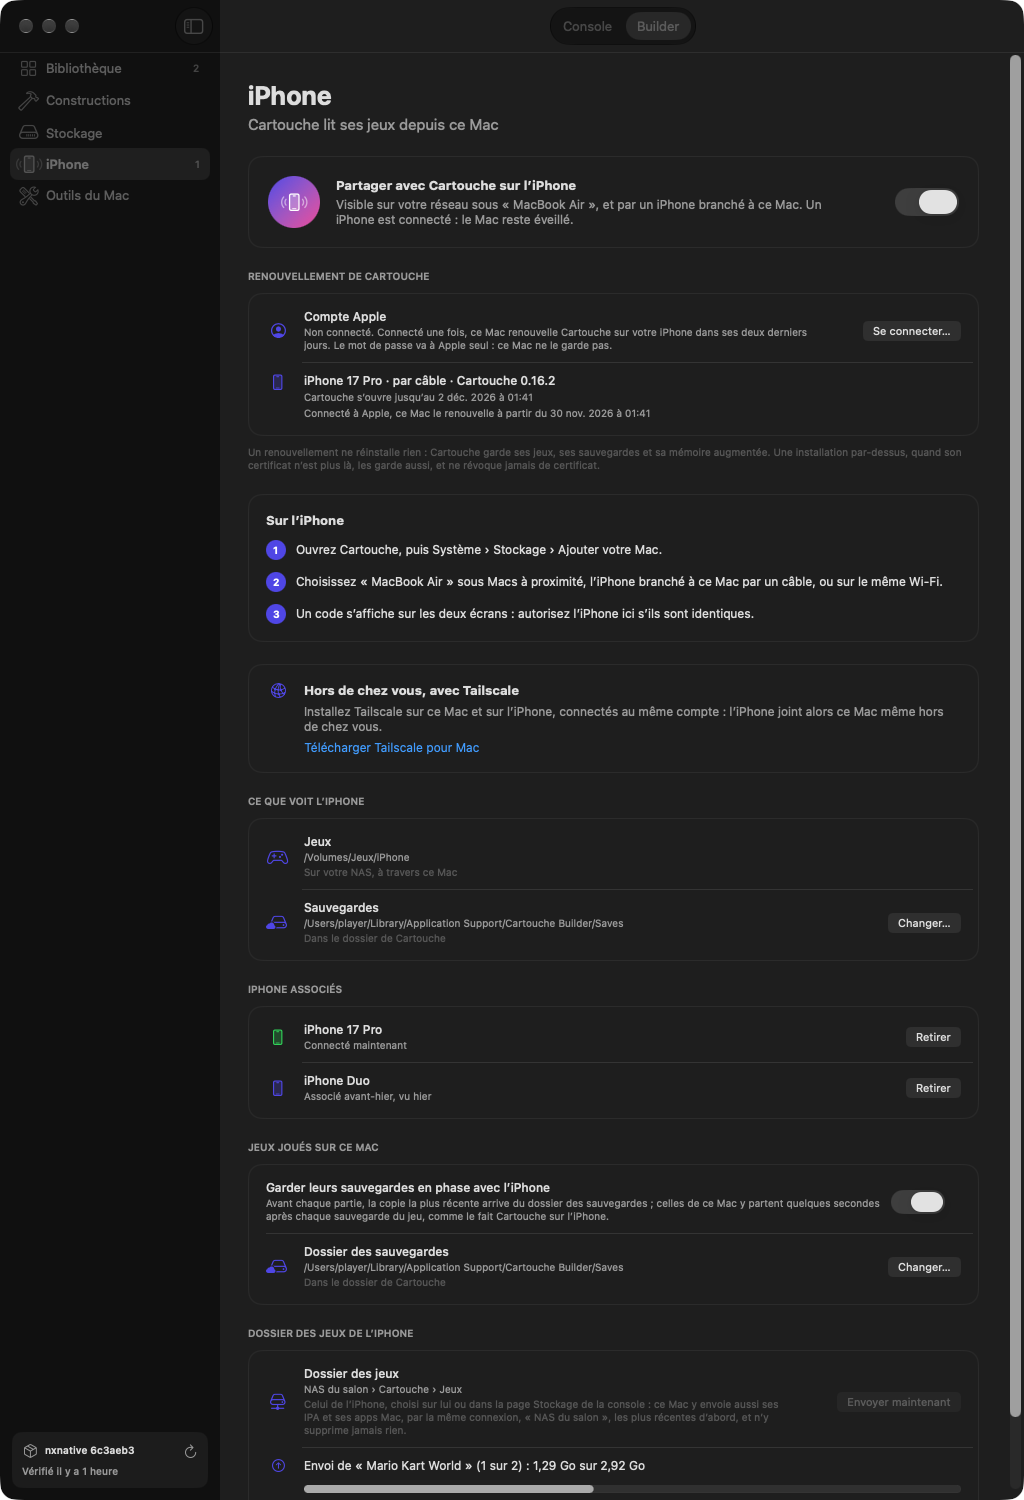 Console
Builder
Bibliothèque
2
Constructions
Stockage
iPhone
1
Outils du Mac
iPhone
Cartouche lit ses jeux depuis ce Mac
Partager avec Cartouche sur l’iPhone
Visible sur votre réseau sous « MacBook Air », et par un iPhone branché à ce Mac. Un
iPhone est connecté : le Mac reste éveillé.
RENOUVELLEMENT DE CARTOUCHE
Compte Apple
Non connecté. Connecté une fois, ce Mac renouvelle Cartouche sur votre iPhone dans ses deux derniers
jours. Le mot de passe va à Apple seul : ce Mac ne le garde pas.
Se connecter...
iPhone 17 Pro · par câble · Cartouche 0.16.2
Cartouche s’ouvre jusqu’au 2 déc. 2026 à 01:41
Connecté à Apple, ce Mac le renouvelle à partir du 30 nov. 2026 à 01:41
Un renouvellement ne réinstalle rien : Cartouche garde ses jeux, ses sauvegardes et sa mémoire augmentée. Une installation par-dessus, quand son
certificat n’est plus là, les garde aussi, et ne révoque jamais de certificat.
Sur l’iPhone
1 Ouvrez Cartouche, puis Système › Stockage › Ajouter votre Mac.
2 Choisissez « MacBook Air » sous Macs à proximité, l’iPhone branché à ce Mac par un câble, ou sur le même Wi-Fi.
3 Un code s’affiche sur les deux écrans : autorisez l’iPhone ici s’ils sont identiques.
Hors de chez vous, avec Tailscale
Installez Tailscale sur ce Mac et sur l’iPhone, connectés au même compte : l’iPhone joint alors ce Mac même hors
de chez vous.
Télécharger Tailscale pour Mac
CE QUE VOIT L’IPHONE
Jeux
/Volumes/Jeux/iPhone
Sur votre NAS, à travers ce Mac
Sauvegardes
/Users/player/Library/Application Support/Cartouche Builder/Saves
Dans le dossier de Cartouche
Changer...
IPHONE ASSOCIÉS
iPhone 17 Pro
Connecté maintenant
Retirer
iPhone Duo
Associé avant-hier, vu hier
Retirer
JEUX JOUÉS SUR CE MAC
Garder leurs sauvegardes en phase avec l’iPhone
Avant chaque partie, la copie la plus récente arrive du dossier des sauvegardes ; celles de ce Mac y partent quelques secondes
après chaque sauvegarde du jeu, comme le fait Cartouche sur l’iPhone.
Dossier des sauvegardes
/Users/player/Library/Application Support/Cartouche Builder/Saves
Dans le dossier de Cartouche
Changer...
DOSSIER DES JEUX DE L’IPHONE
Dossier des jeux
NAS du salon › Cartouche › Jeux
Celui de l’iPhone, choisi sur lui ou dans la page Stockage de la console : ce Mac y envoie aussi ses
IPA et ses apps Mac, par la même connexion, « NAS du salon », les plus récentes d’abord, et n’y
supprime jamais rien.
Envoyer maintenant
Envoi de « Mario Kart World » (1 sur 2) : 1,29 Go sur 2,92 Go
nxnative 6c3aeb3
Vérifié il y a 1 heure